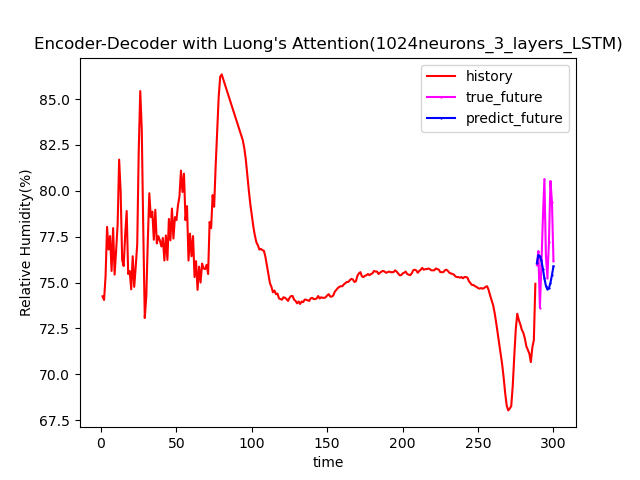 Encoder-Decoder with Luong's Attention(1024neurons_3_layers_LSTM)
history
true_future
predict_future
Relative Humidity(%)
85.0
82.5
80.0
77.5
75.0
72.5
70.0
67.5
0 50 100 150 200 250 300
time